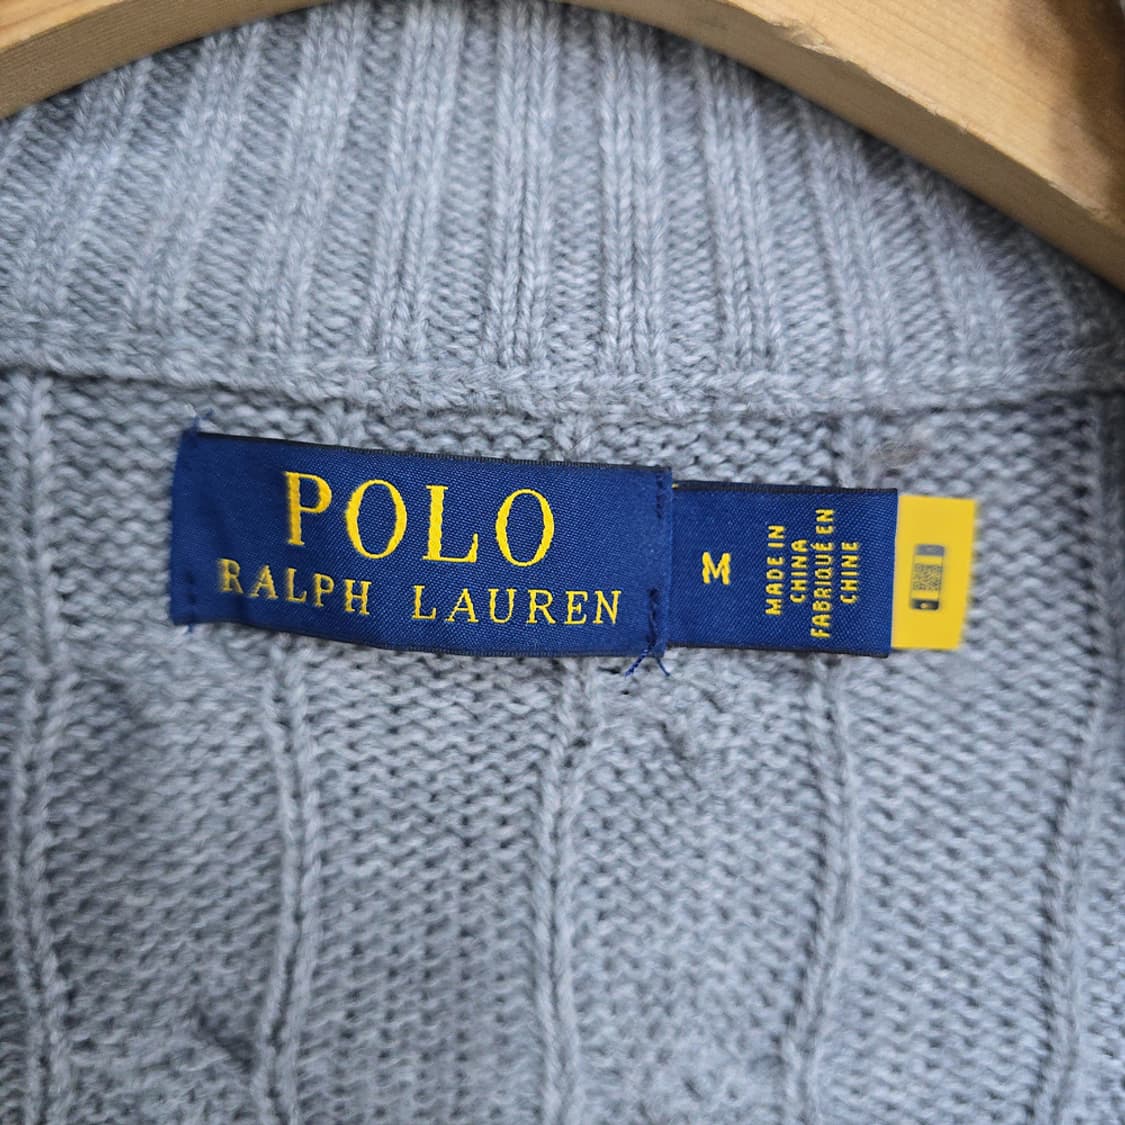 POLO
RALPH LAUREN
M
MADE IN
CHINA
FABRIQUÉ EN
CHINE